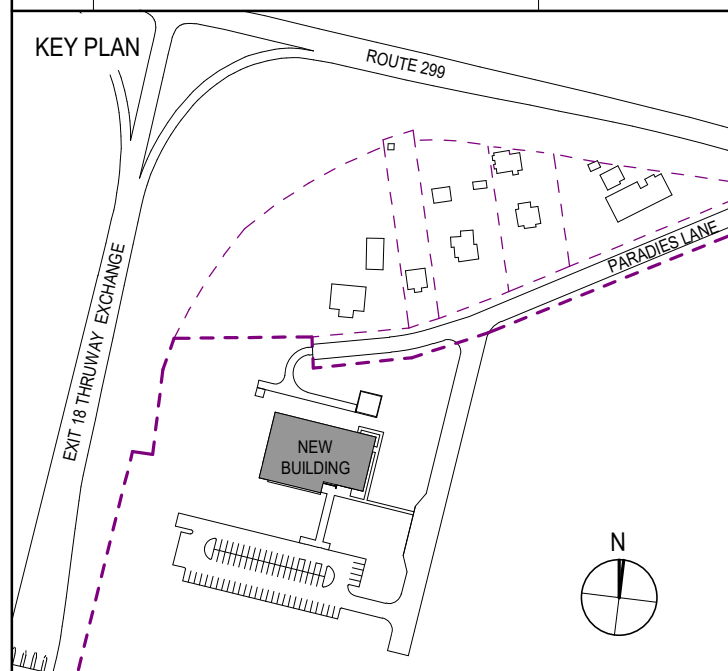 KEY PLAN
ROUTE 299
PARADIES LANE
EXIT 18 THRUWAY EXCHANGE
NEW
BUILDING
N